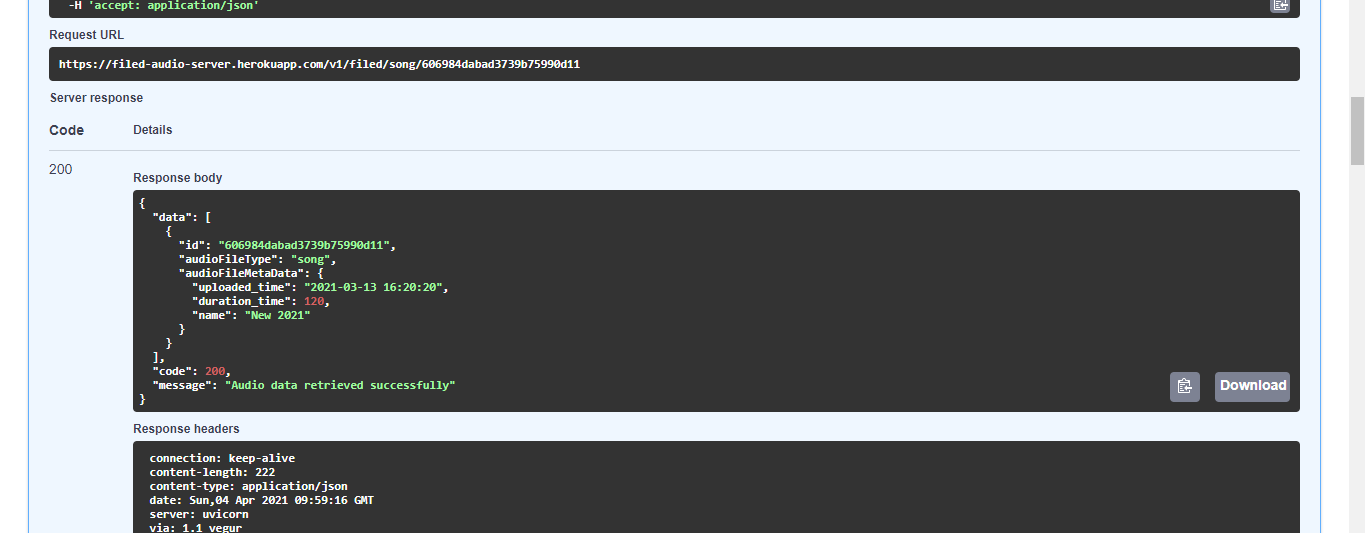 -H 'accept: application/json'
Request URL
https://filed-audio-server.herokuapp.com/v1/filed/song/606984dabad3739b75990d11
Server response
Code Details
200
Response body
{
  "data": [
    {
      "id": "606984dabad3739b75990d11",
      "audioFileType": "song",
      "audioFileMetaData": {
        "uploaded_time": "2021-03-13 16:20:20",
        "duration_time": 120,
        "name": "New 2021"
      }
    }
  ],
  "code": 200,
  "message": "Audio data retrieved successfully"
}
Download
Response headers
connection: keep-alive
content-length: 222
content-type: application/json
date: Sun,04 Apr 2021 09:59:16 GMT
server: uvicorn
via: 1.1 vegur